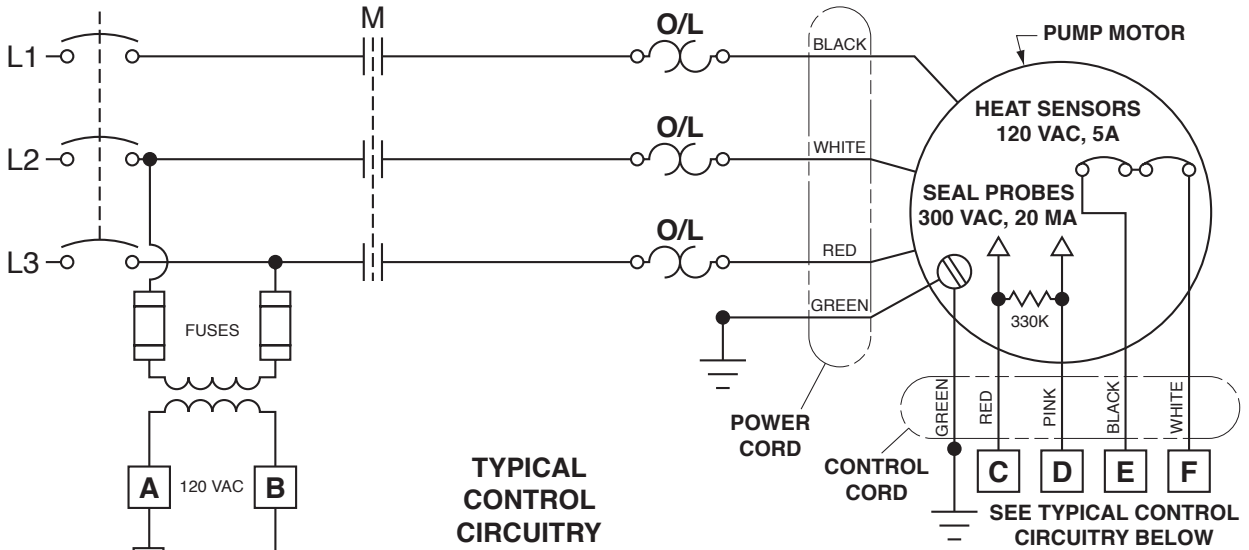 M
O/L
L1
BLACK
PUMP MOTOR
HEAT SENSORS
120 VAC, 5A
O/L
L2
WHITE
SEAL PROBES
300 VAC, 20 MA
O/L
L3
RED
GREEN
330K
FUSES
POWER
CORD
CONTROL
CORD
GREEN
RED
PINK
BLACK
WHITE
A
120 VAC
B
TYPICAL
CONTROL
CIRCUITRY
C
D
E
F
SEE TYPICAL CONTROL
CIRCUITRY BELOW